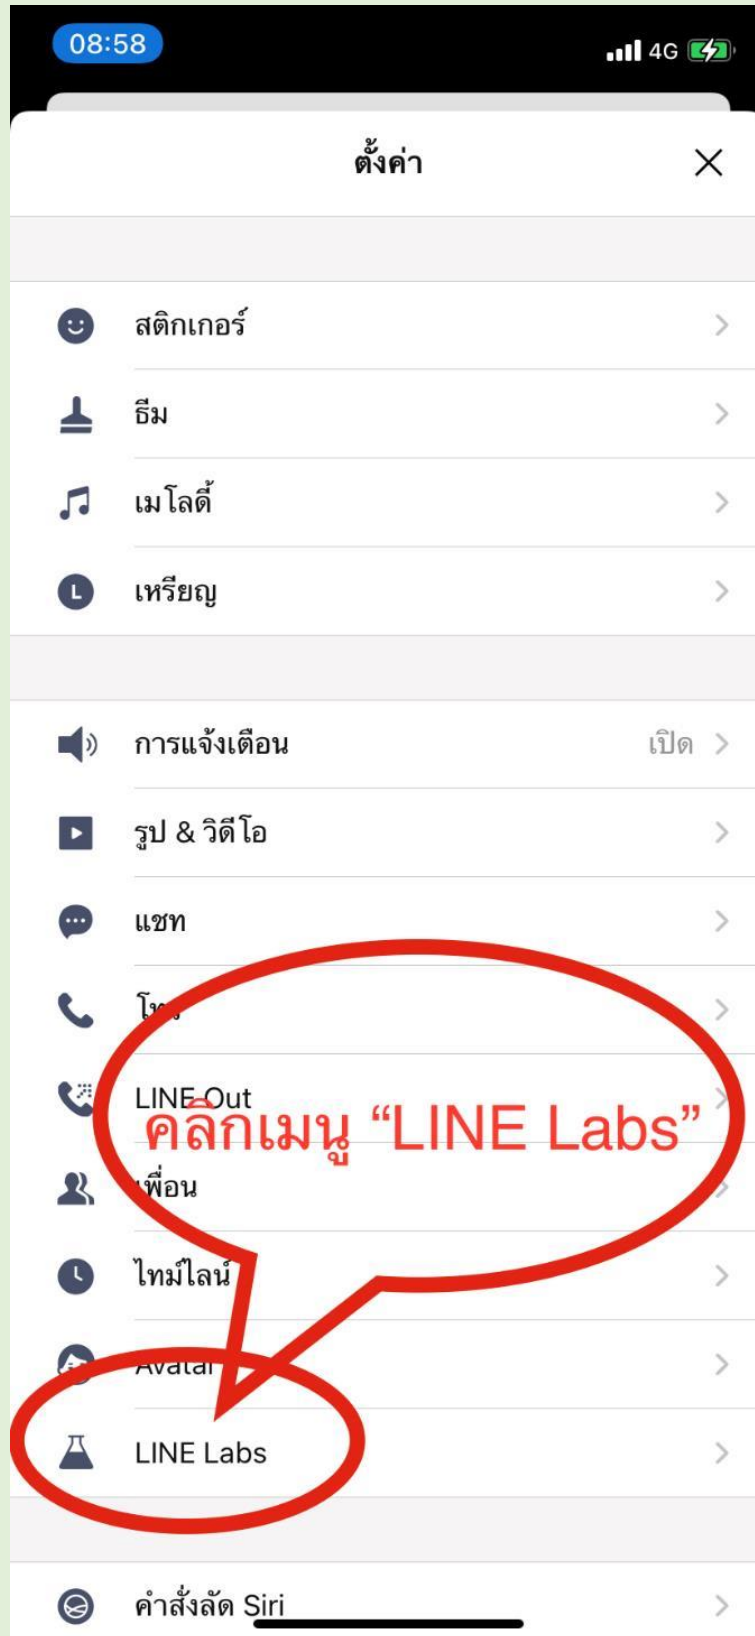 08:58
4G
ตั้งค่า
สติกเกอร์
ธีม
เมโลดี้
เหรียญ
L
การแจ้งเตือน
เปิด
รูป & วิดีโอ
แชท
โทร
LINE Out
คลิกเมนู “LINE Labs”
เพื่อน
ไทม์ไลน์
Avatar
LINE Labs
คำสั่งลัด Siri